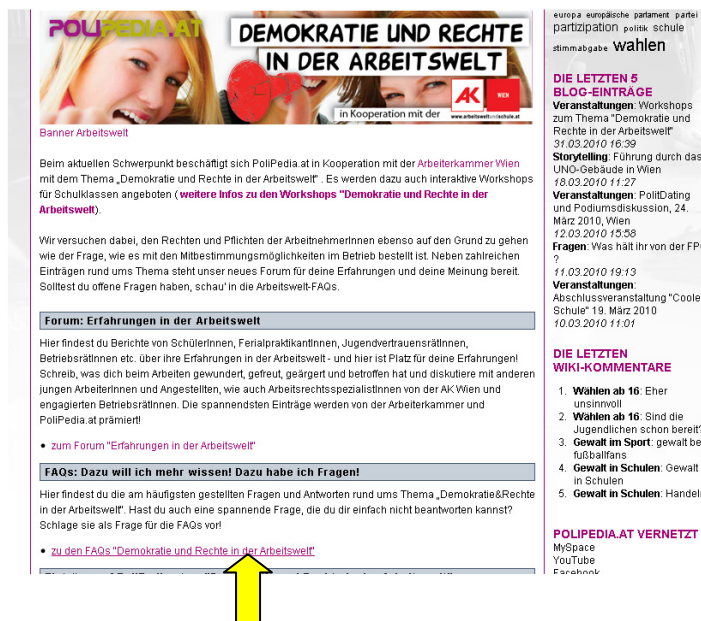 POLIPEDIA.AT
DEMOKRATIE UND RECHTE
IN DER ARBEITSWELT
in Kooperation mit der
AK
WIEN
www.arbeitsweltundschule.at
Banner Arbeitswelt
Beim aktuellen Schwerpunkt beschäftigt sich PoliPedia.at in Kooperation mit der Arbeiterkammer Wien
mit dem Thema „Demokratie und Rechte in der Arbeitswelt" . Es werden dazu auch interaktive Workshops
für Schulklassen angeboten ( weitere Infos zu den Workshops "Demokratie und Rechte in der
Arbeitswelt).
Wir versuchen dabei, den Rechten und Pflichten der ArbeitnehmerInnen ebenso auf den Grund zu gehen
wie der Frage, wie es mit den Mitbestimmungsmöglichkeiten im Betrieb bestellt ist. Neben zahlreichen
Einträgen rund ums Thema steht unser neues Forum für deine Erfahrungen und deine Meinung bereit.
Solltest du offene Fragen haben, schau' in die Arbeitswelt-FAQs.
Forum: Erfahrungen in der Arbeitswelt
Hier findest du Berichte von SchülerInnen, FerialpraktikantInnen, JugendvertrauensrätInnen,
BetriebsrätInnen etc. über ihre Erfahrungen in der Arbeitswelt - und hier ist Platz für deine Erfahrungen!
Schreib, was dich beim Arbeiten gewundert, gefreut, geärgert und betroffen hat und diskutiere mit anderen
jungen ArbeiterInnen und Angestellten, wie auch ArbeitsrechtsspezialistInnen von der AK Wien und
engagierten BetriebsrätInnen. Die spannendsten Einträge werden von der Arbeiterkammer und
PoliPedia.at prämiert!
• zum Forum "Erfahrungen in der Arbeitswelt"
FAQs: Dazu will ich mehr wissen! Dazu habe ich Fragen!
Hier findest du die am häufigsten gestellten Fragen und Antworten rund ums Thema „Demokratie&Rechte
in der Arbeitswelt". Hast du auch eine spannende Frage, die du dir einfach nicht beantworten kannst?
Schlage sie als Frage für die FAQs vor!
• zu den FAQs "Demokratie und Rechte in der Arbeitswelt"
europa europäische parlament partei
partizipation politik schule
stimmabgabe wahlen
DIE LETZTEN 5
BLOG-EINTRÄGE
Veranstaltungen: Workshops
zum Thema "Demokratie und
Rechte in der Arbeitswelt"
31.03.2010 16:39
Storytelling: Führung durch das
UNO-Gebäude in Wien
18.03.2010 11:27
Veranstaltungen: PolitDating
und Podiumsdiskussion, 24.
März 2010, Wien
12.03.2010 15:58
Fragen: Was hält ihr von der
?
11.03.2010 19:13
Veranstaltungen:
Abschlussveranstaltung "Coole
Schule" 19. März 2010
10.03.2010 11:01
DIE LETZTEN
WIKI-KOMMENTARE
1. Wählen ab 16: Eher
unsinnvoll
2. Wählen ab 16: Sind die
Jugendlichen schon bereit?
3. Gewalt im Sport: gewalt be
fußballfans
4. Gewalt in Schulen: Gewalt
in Schulen
5. Gewalt in Schulen: Handeln
POLIPEDIA.AT VERNETZT
MySpace
YouTube
Facebook